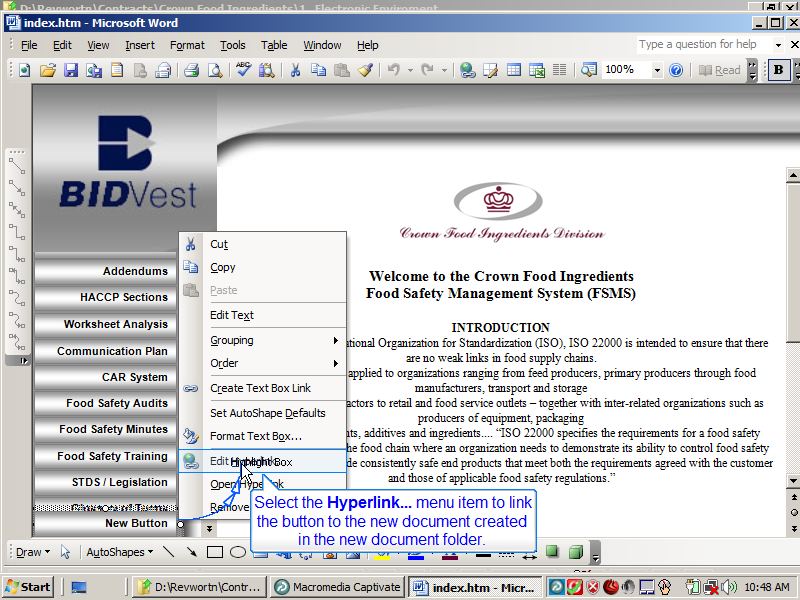 D:\Revwortn\Contracts\Crown Food Ingredients\1. Electronic Enviroment
index.htm - Microsoft Word
File Edit View Insert Format Tools Table Window Help
Type a question for help
ABC
100%
Read
B
BIDVest
Crown Food Ingredients Division
Cut
Copy
Paste
Edit Text
Grouping
Order
Create Text Box Link
Set AutoShape Defaults
Format Text Box...
Edit
Highlight Box
Open Hyperlink
Remove
Addendums
HACCP Sections
Worksheet Analysis
Communication Plan
CAR System
Food Safety Audits
Food Safety Minutes
Food Safety Training
STDS / Legislation
New Button
Welcome to the Crown Food Ingredients
Food Safety Management System (FSMS)
INTRODUCTION
ational Organization for Standardization (ISO), ISO 22000 is intended to ensure that there
are no weak links in food supply chains.
applied to organizations ranging from feed producers, primary producers through food
manufacturers, transport and storage
actors to retail and food service outlets – together with inter-related organizations such as
producers of equipment, packaging
nts, additives and ingredients.... “ISO 22000 specifies the requirements for a food safety
the food chain where an organization needs to demonstrate its ability to control food safety
de consistently safe end products that meet both the requirements agreed with the customer
and those of applicable food safety regulations.”
Select the Hyperlink... menu item to link
the button to the new document created
in the new document folder.
Draw AutoShapes
Start
D:\Revwortn\Contr...
Macromedia Captivate
index.htm - Micr...
10:48 AM